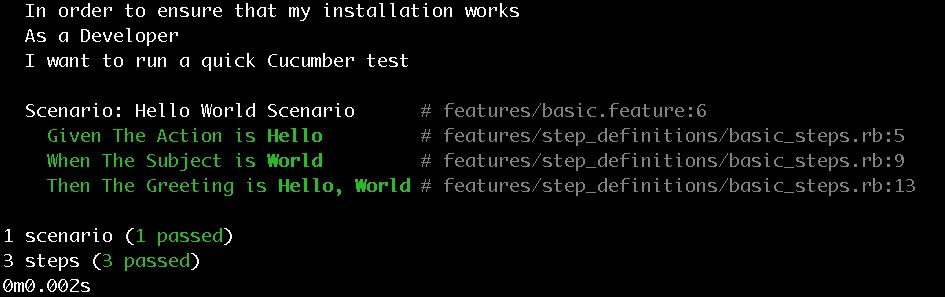 In order to ensure that my installation works
As a Developer
I want to run a quick Cucumber test
Scenario: Hello World Scenario # features/basic.feature:6
Given The Action is Hello # features/step_definitions/basic_steps.rb:5
When The Subject is World # features/step_definitions/basic_steps.rb:9
Then The Greeting is Hello, World # features/step_definitions/basic_steps.rb:13
1 scenario (1 passed)
3 steps (3 passed)
0m0.002s